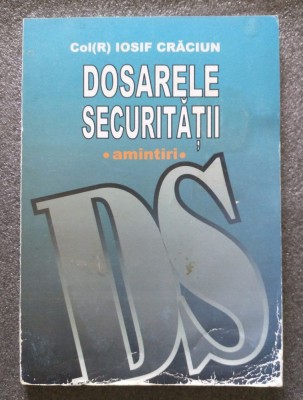 Col(R) IOSIF CRĂCIUN
DOSARELE
SECURITĂȚII
• amintiri •
DS